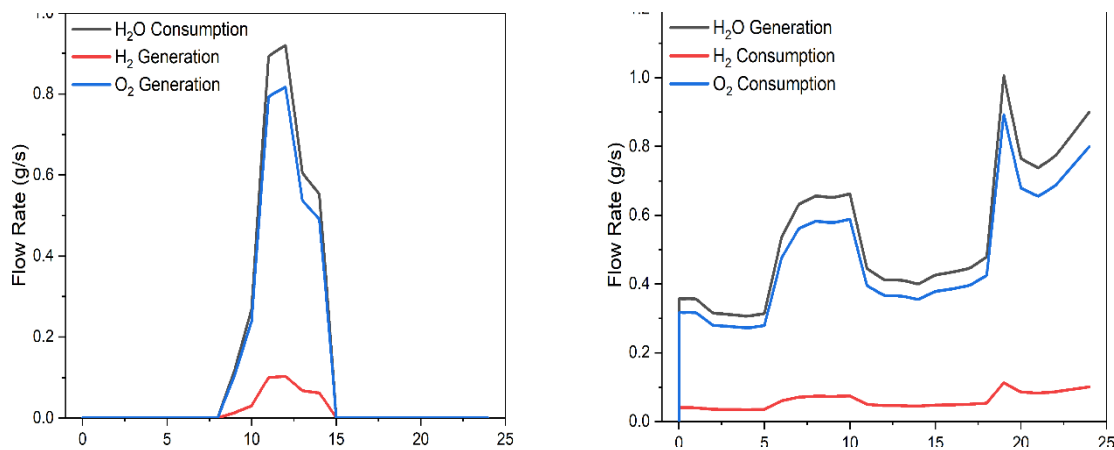 1.0
H₂O Consumption
H₂ Generation
O₂ Generation
0.8
0.6
0.4
0.2
0.0
Flow Rate (g/s)
0 5 10 15 20 25
1.2
H₂O Generation
H₂ Consumption
O₂ Consumption
1.0
0.8
0.6
0.4
0.2
0.0
Flow Rate (g/s)
0 5 10 15 20 25